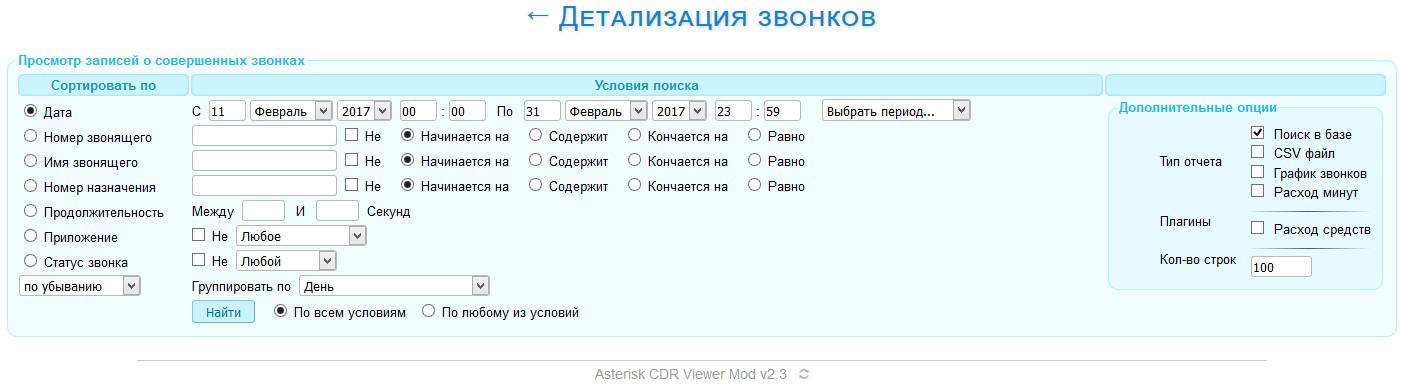 ← Детализация звонков
Просмотр записей о совершенных звонках
Сортировать по Условия поиска
Дата С 11 Февраль 2017 00 : 00 По 31 Февраль 2017 23 : 59 Выбрать период... Дополнительные опции
Номер звонящего Не Начинается на Содержит Кончается на Равно Поиск в базе
Имя звонящего Не Начинается на Содержит Кончается на Равно Тип отчета CSV файл
График звонков
Номер назначения Не Начинается на Содержит Кончается на Равно Расход минут
Продолжительность Между И Секунд Плагины
Приложение Не Любое Расход средств
Статус звонка Не Любой Кол-во строк 100
по убыванию Группировать по День
Найти По всем условиям По любому из условий
Asterisk CDR Viewer Mod v2.3